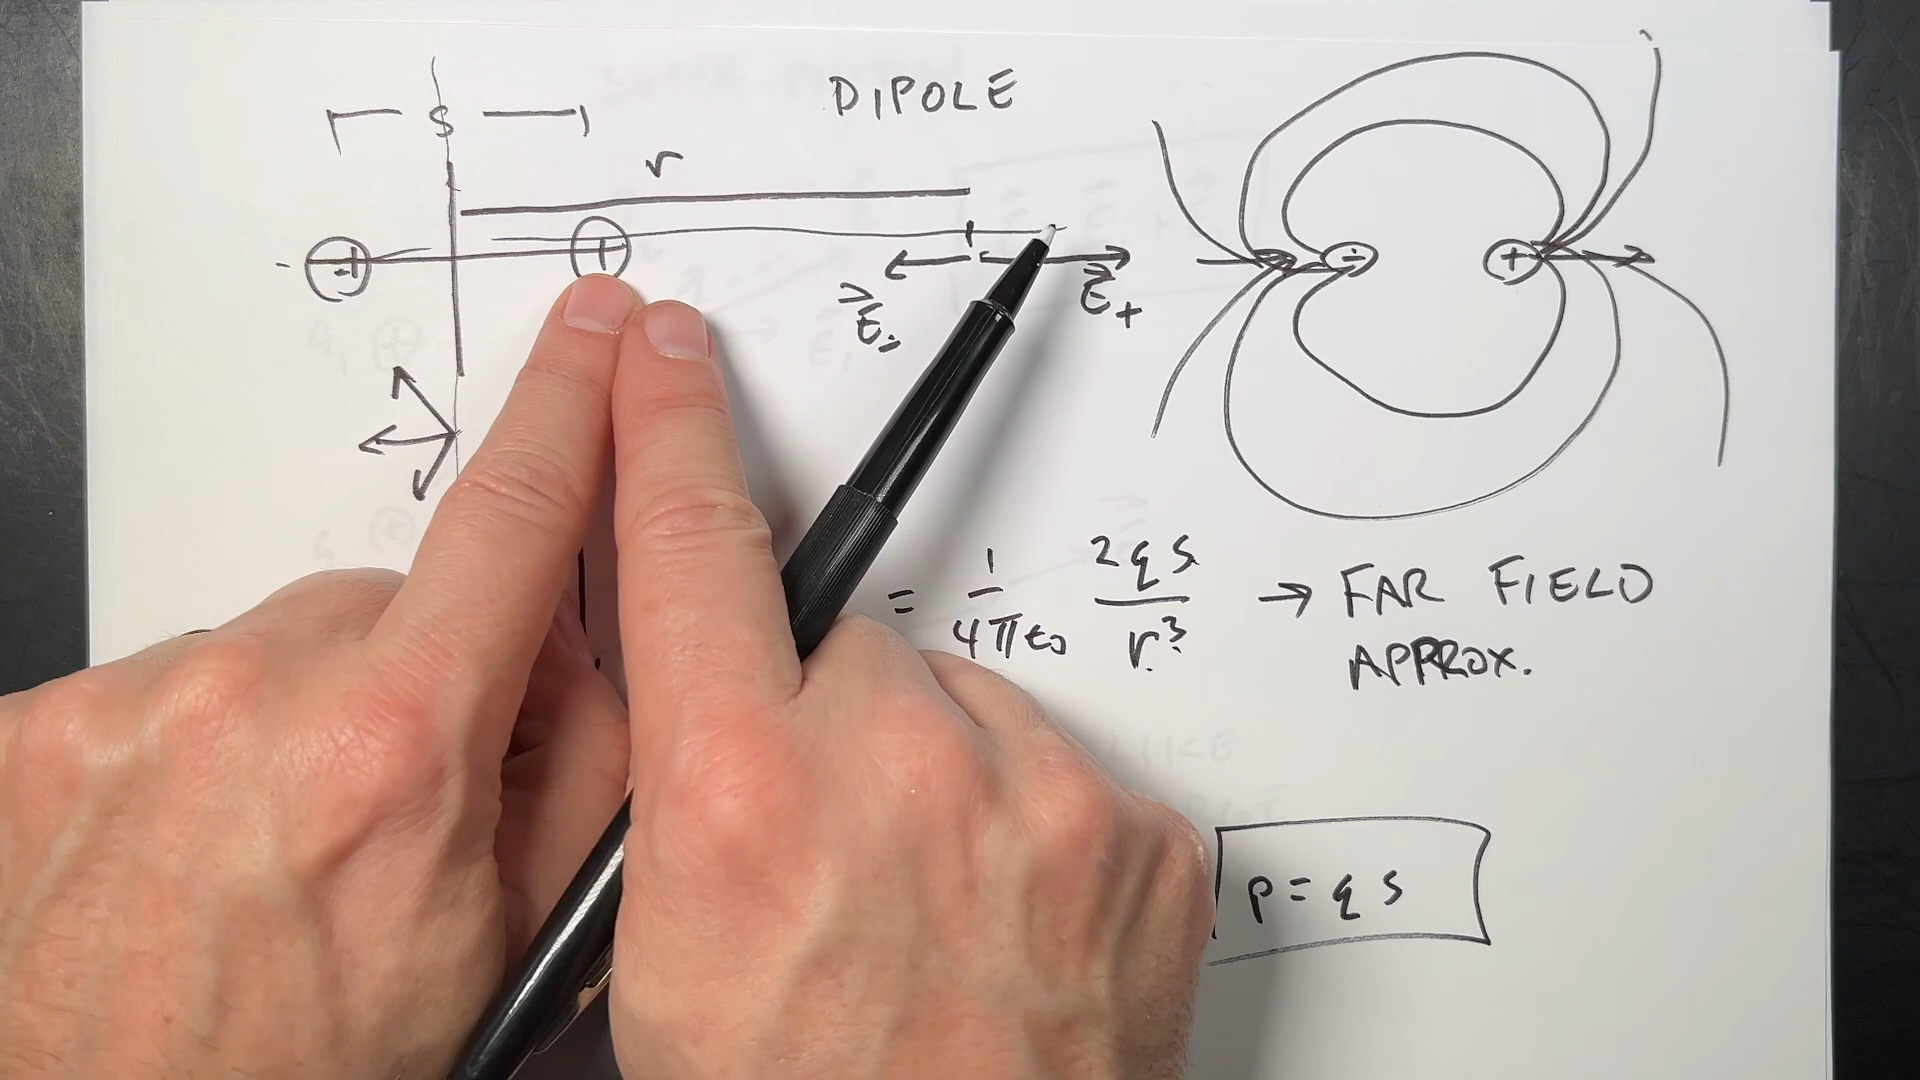 DIPOLE
s
r
- + + - +
E₋ E₊
= 1/4πε₀ 2qs/r³ → FAR FIELD
APPROX.
p = qs